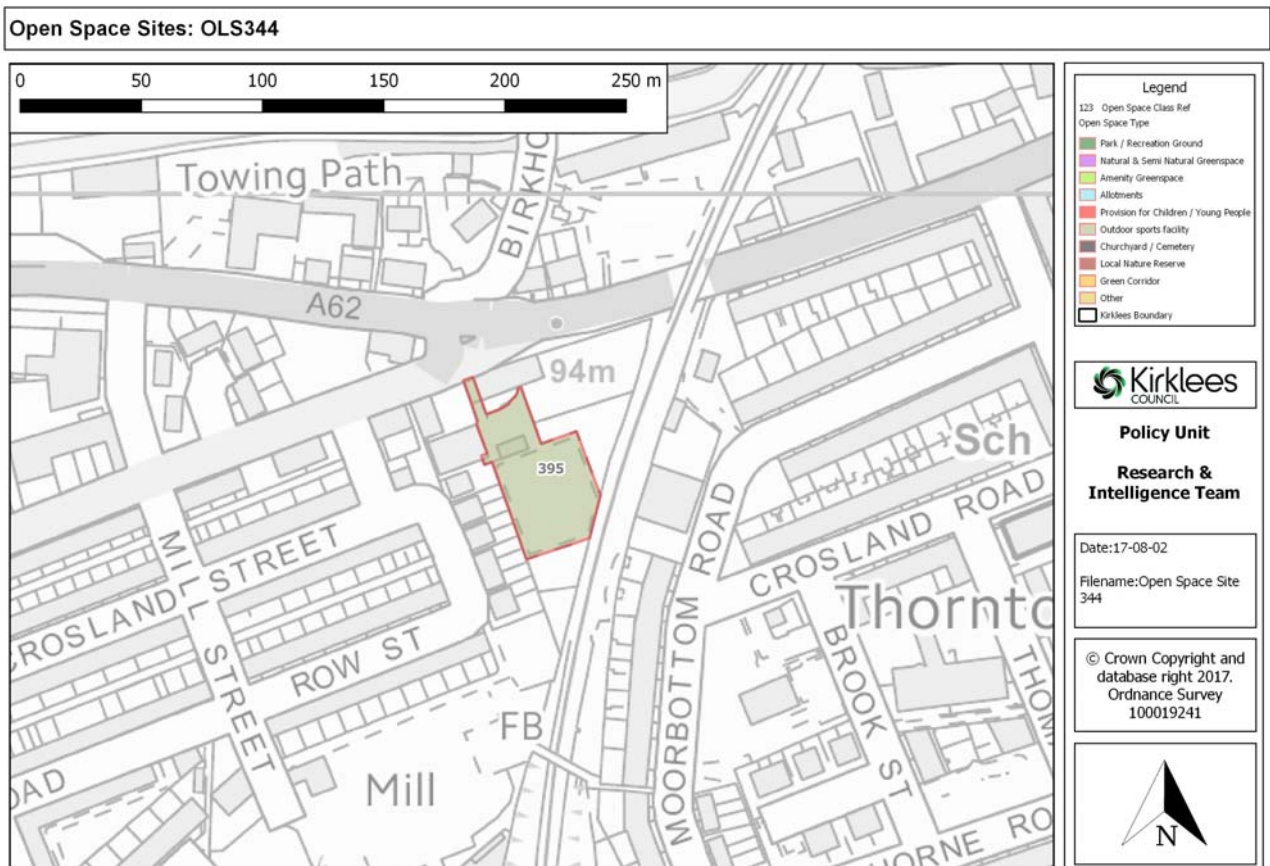 Open Space Sites: OLS344
0 50 100 150 200 250 m
Towing Path
BIRKHO
A62
94m
395
Sch
MILL STREET
CROSLAND STREET
ROW ST
MOORBOTTOM ROAD
CROSLAND ROAD
Thornto
BROOK ST
THOM
FB
Mill
OAD
HORNE RO
Legend
123 Open Space Class Ref
Open Space Type
Park / Recreation Ground
Natural & Semi Natural Greenspace
Amenity Greenspace
Allotments
Provision for Children / Young People
Outdoor sports facility
Churchyard / Cemetery
Local Nature Reserve
Green Corridor
Other
Kirklees Boundary
Kirklees
COUNCIL
Policy Unit
Research &
Intelligence Team
Date:17-08-02
Filename:Open Space Site
344
© Crown Copyright and
database right 2017.
Ordnance Survey
100019241
N